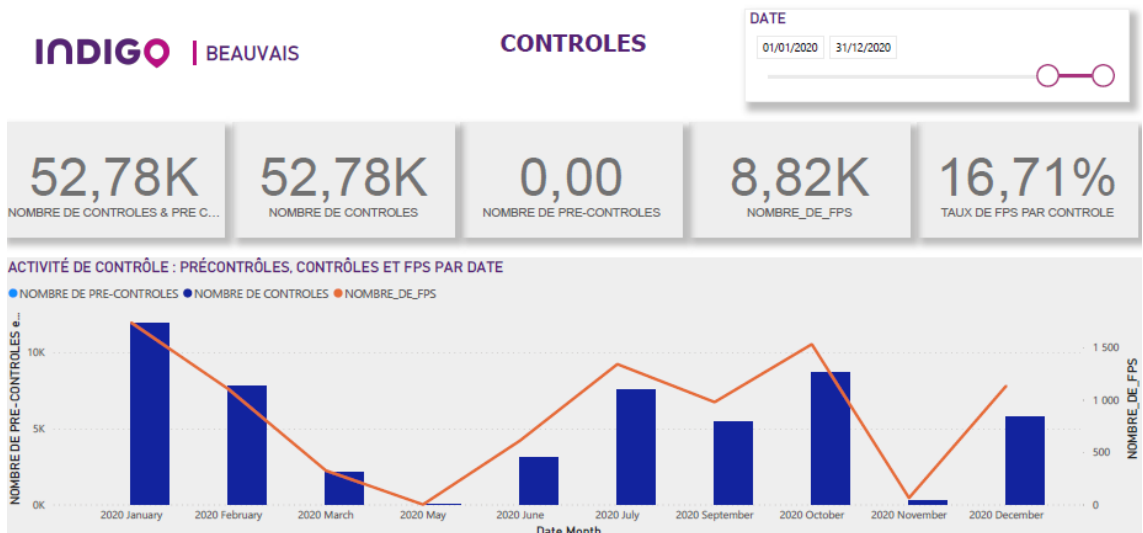 INDIGO | BEAUVAIS
CONTROLES
DATE
01/01/2020 31/12/2020
52,78K
NOMBRE DE CONTROLES & PRE C...
52,78K
NOMBRE DE CONTROLES
0,00
NOMBRE DE PRE-CONTROLES
8,82K
NOMBRE_DE_FPS
16,71%
TAUX DE FPS PAR CONTROLE
ACTIVITÉ DE CONTRÔLE : PRÉCONTRÔLES, CONTRÔLES ET FPS PAR DATE
NOMBRE DE PRE-CONTROLES NOMBRE DE CONTROLES NOMBRE_DE_FPS
NOMBRE DE PRE-CONTROLES e...
10K
5K
0K
1 500
1 000
500
0
NOMBRE_DE_FPS
2020 January 2020 February 2020 March 2020 May 2020 June 2020 July 2020 September 2020 October 2020 November 2020 December
Date Month